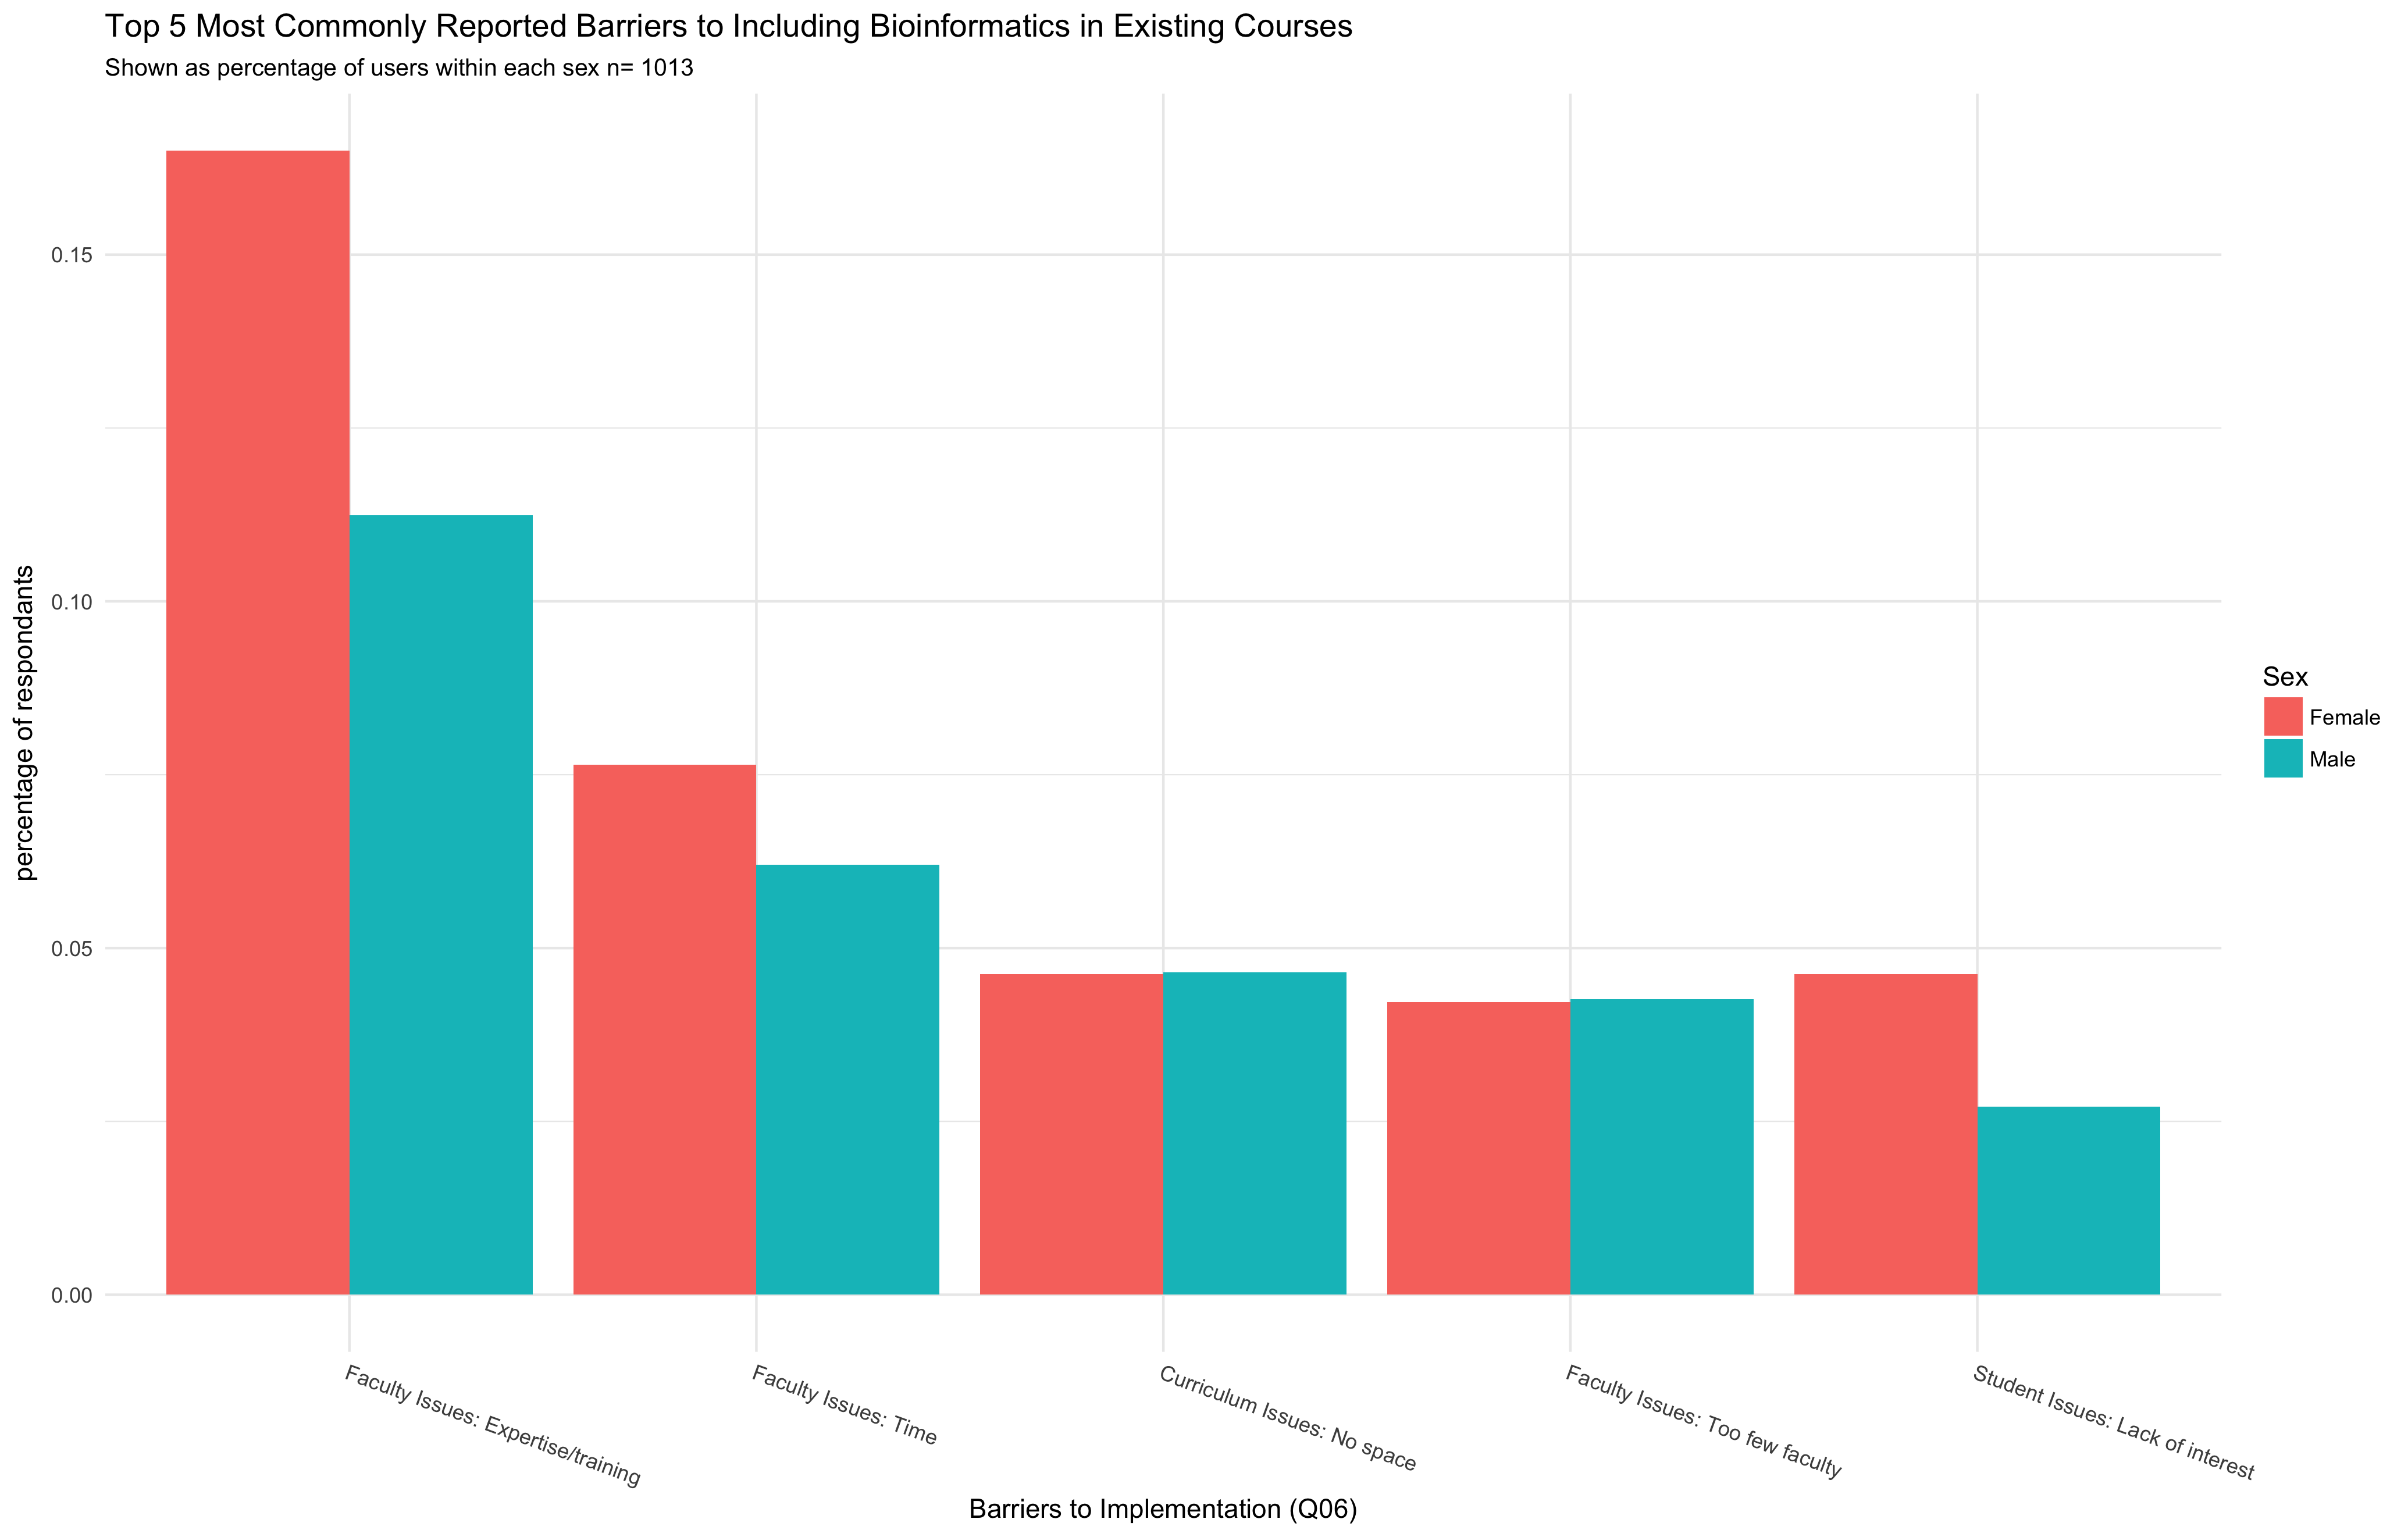 Top 5 Most Commonly Reported Barriers to Including Bioinformatics in Existing Courses
Shown as percentage of users within each sex n= 1013
percentage of respondants
0.15
0.10
0.05
0.00
Sex
Female
Male
Faculty Issues: Expertise/training
Faculty Issues: Time
Curriculum Issues: No space
Faculty Issues: Too few faculty
Student Issues: Lack of interest
Barriers to Implementation (Q06)